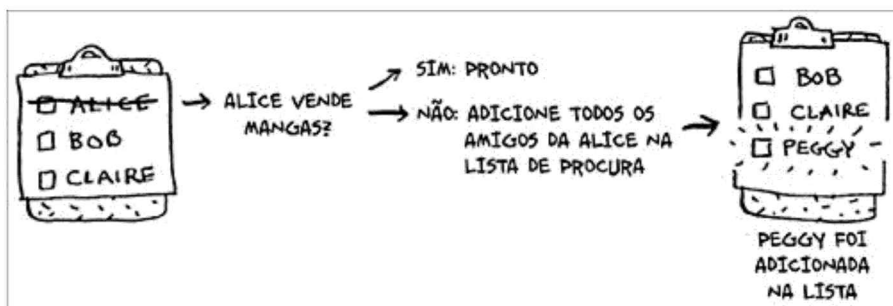 ALICE
BOB
CLAIRE
ALICE VENDE
MANGAS?
SIM: PRONTO
NÃO: ADICIONE TODOS OS
AMIGOS DA ALICE NA
LISTA DE PROCURA
BOB
CLAIRE
PEGGY
PEGGY FOI
ADICIONADA
NA LISTA